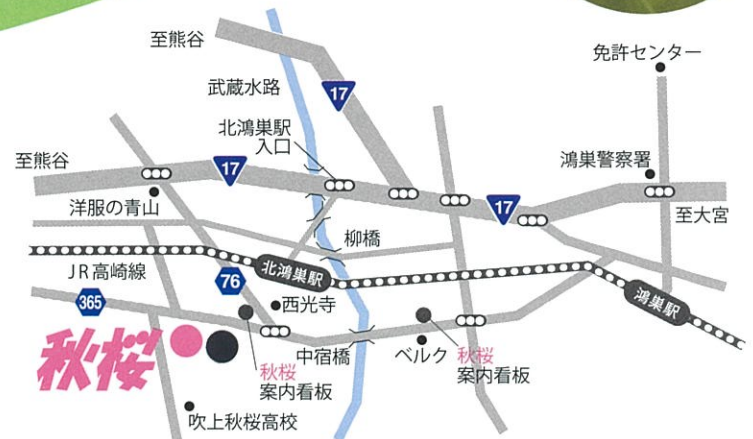 至熊谷
免許センター
武蔵水路
17
北鴻巣駅
入口
至熊谷
17
鴻巣警察署
洋服の青山
17
至大宮
柳橋
JR高崎線
北鴻巣駅
76
鴻巣駅
365
西光寺
秋桜
中宿橋
ベルク
秋桜
案内看板
秋桜
案内看板
吹上秋桜高校